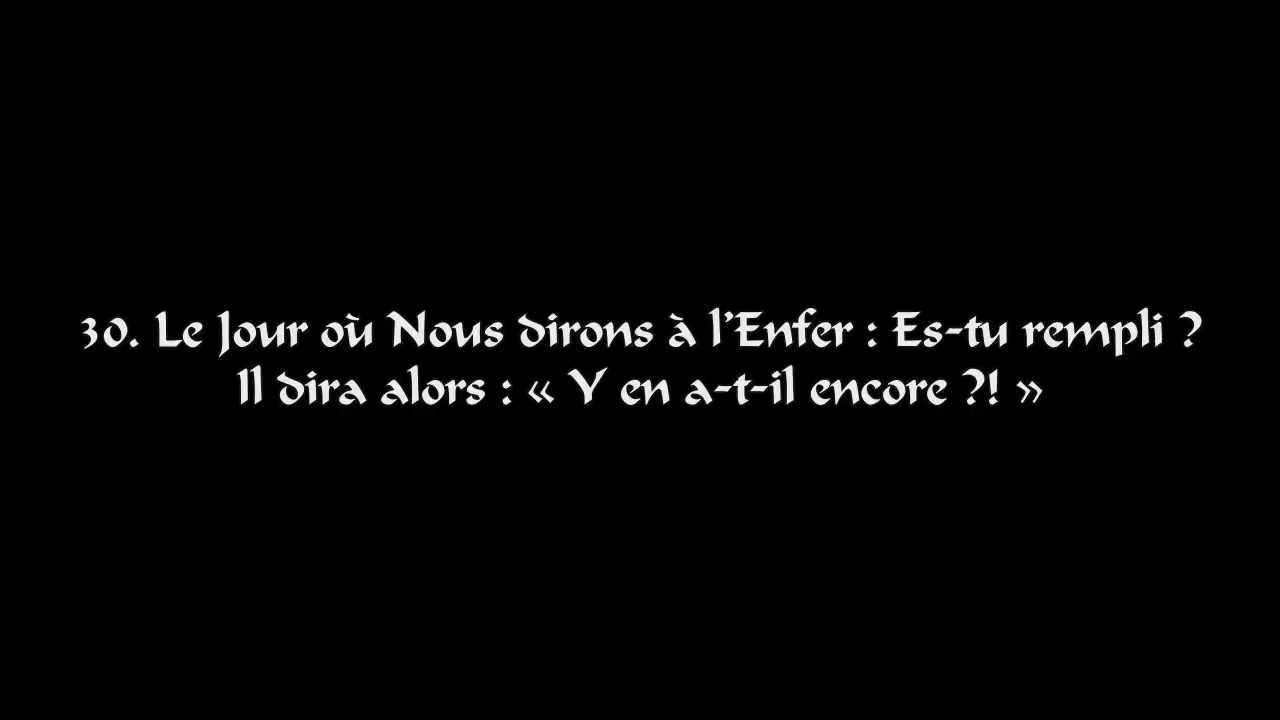 30. Le Jour où Nous dirons à l'Enfer : Es-tu rempli ?
Il dira alors : « Y en a-t-il encore ?! »